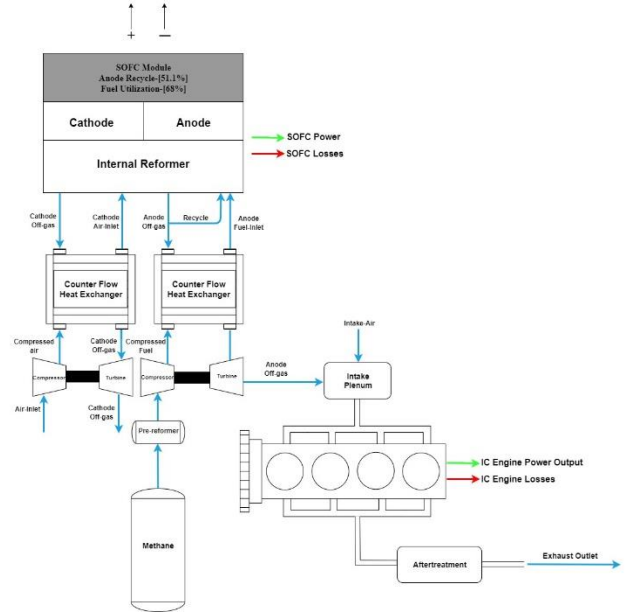 + −
SOFC Module
Anode Recycle-[51.1%]
Fuel Utilization-[68%]
Cathode
Anode
Internal Reformer
SOFC Power
SOFC Losses
Cathode
Off-gas
Cathode
Air-Inlet
Anode
Off-gas
Recycle
Anode
Fuel-Inlet
Counter Flow
Heat Exchanger
Counter Flow
Heat Exchanger
Compressed
air
Cathode
Off-gas
Compressed
Fuel
Compressor
Turbine
Compressor
Turbine
Anode
Off-gas
Intake-Air
Intake
Plenum
Air-Inlet
Cathode
Off-gas
Pre-reformer
IC Engine Power Output
IC Engine Losses
Methane
Aftertreatment
Exhaust Outlet